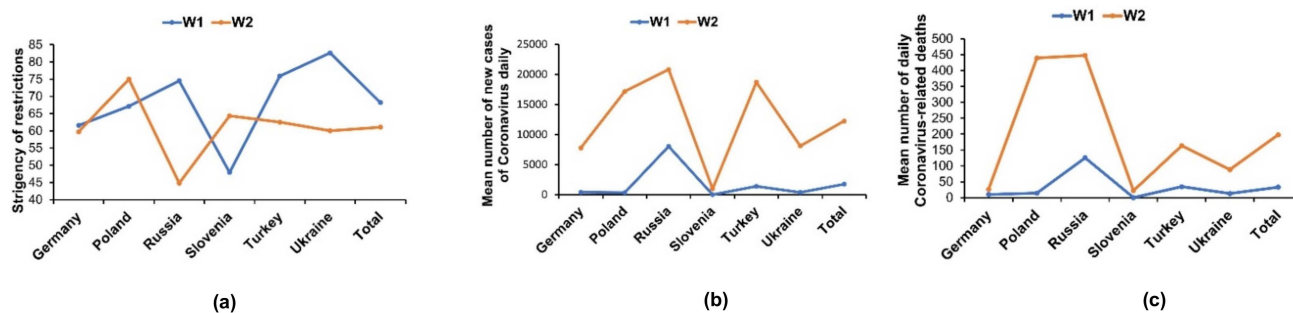 W1 W2
Strigency of restrictions
85
80
75
70
65
60
55
50
45
40
Germany
Poland
Russia
Slovenia
Turkey
Ukraine
Total
(a)
W1 W2
Mean number of new cases
of Coronavirus daily
25000
20000
15000
10000
5000
0
Germany
Poland
Russia
Slovenia
Turkey
Ukraine
Total
(b)
W1 W2
Mean number of daily
Coronavirus-related deaths
500
450
400
350
300
250
200
150
100
50
0
Germany
Poland
Russia
Slovenia
Turkey
Ukraine
Total
(c)